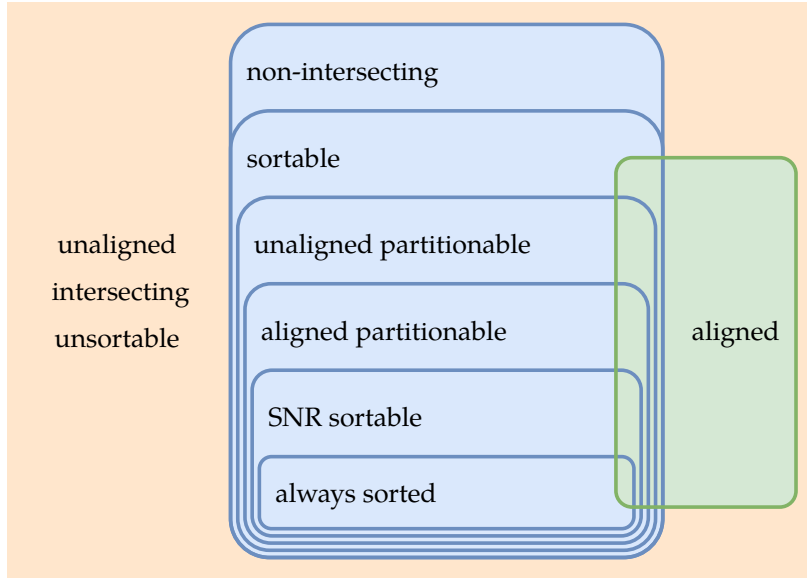 non-intersecting
sortable
unaligned partitionable
unaligned
intersecting
unsortable
aligned partitionable
aligned
SNR sortable
always sorted